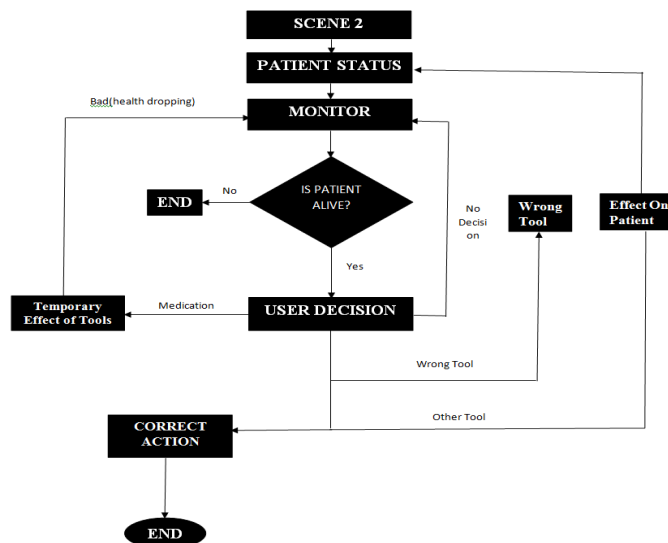 SCENE 2
PATIENT STATUS
Bad(health dropping)
MONITOR
IS PATIENT
ALIVE?
No
END
No
Decisi
on
Wrong
Tool
Effect On
Patient
Yes
Temporary
Effect of Tools
Medication
USER DECISION
Wrong Tool
Other Tool
CORRECT
ACTION
END